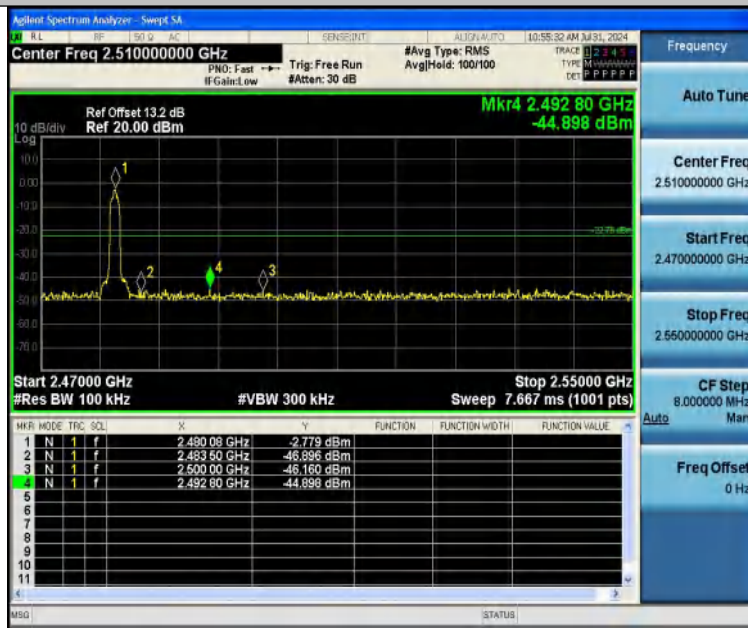 Agilent Spectrum Analyzer - Swept SA
RL RF 50 Ω AC SENSE:INT ALIGN AUTO 10:55:32 AM Jul 31, 2024
Center Freq 2.510000000 GHz
PNO: Fast
IFGain:Low
Trig: Free Run
#Atten: 30 dB
#Avg Type: RMS
Avg|Hold: 100/100
TRACE 1 2 3 4 5 6
TYPE M
DET P P P P P P
Ref Offset 13.2 dB
10 dB/div Ref 20.00 dBm
Log
Mkr4 2.492 80 GHz
-44.898 dBm
10.0
0.00
-10.0
-20.0
-30.0
-40.0
-50.0
-60.0
-70.0
1
2
4
3
-22.78 dBm
Start 2.47000 GHz Stop 2.55000 GHz
#Res BW 100 kHz #VBW 300 kHz Sweep 7.667 ms (1001 pts)
MKR MODE TRC SCL X Y FUNCTION FUNCTION WIDTH FUNCTION VALUE
1 N 1 f 2.480 08 GHz -2.779 dBm
2 N 1 f 2.483 50 GHz -46.896 dBm
3 N 1 f 2.500 00 GHz -46.160 dBm
4 N 1 f 2.492 80 GHz -44.898 dBm
5
6
7
8
9
10
11
MSG STATUS
Frequency
Auto Tune
Center Freq
2.510000000 GHz
Start Freq
2.470000000 GHz
Stop Freq
2.550000000 GHz
CF Step
8.000000 MHz
Auto Man
Freq Offset
0 Hz